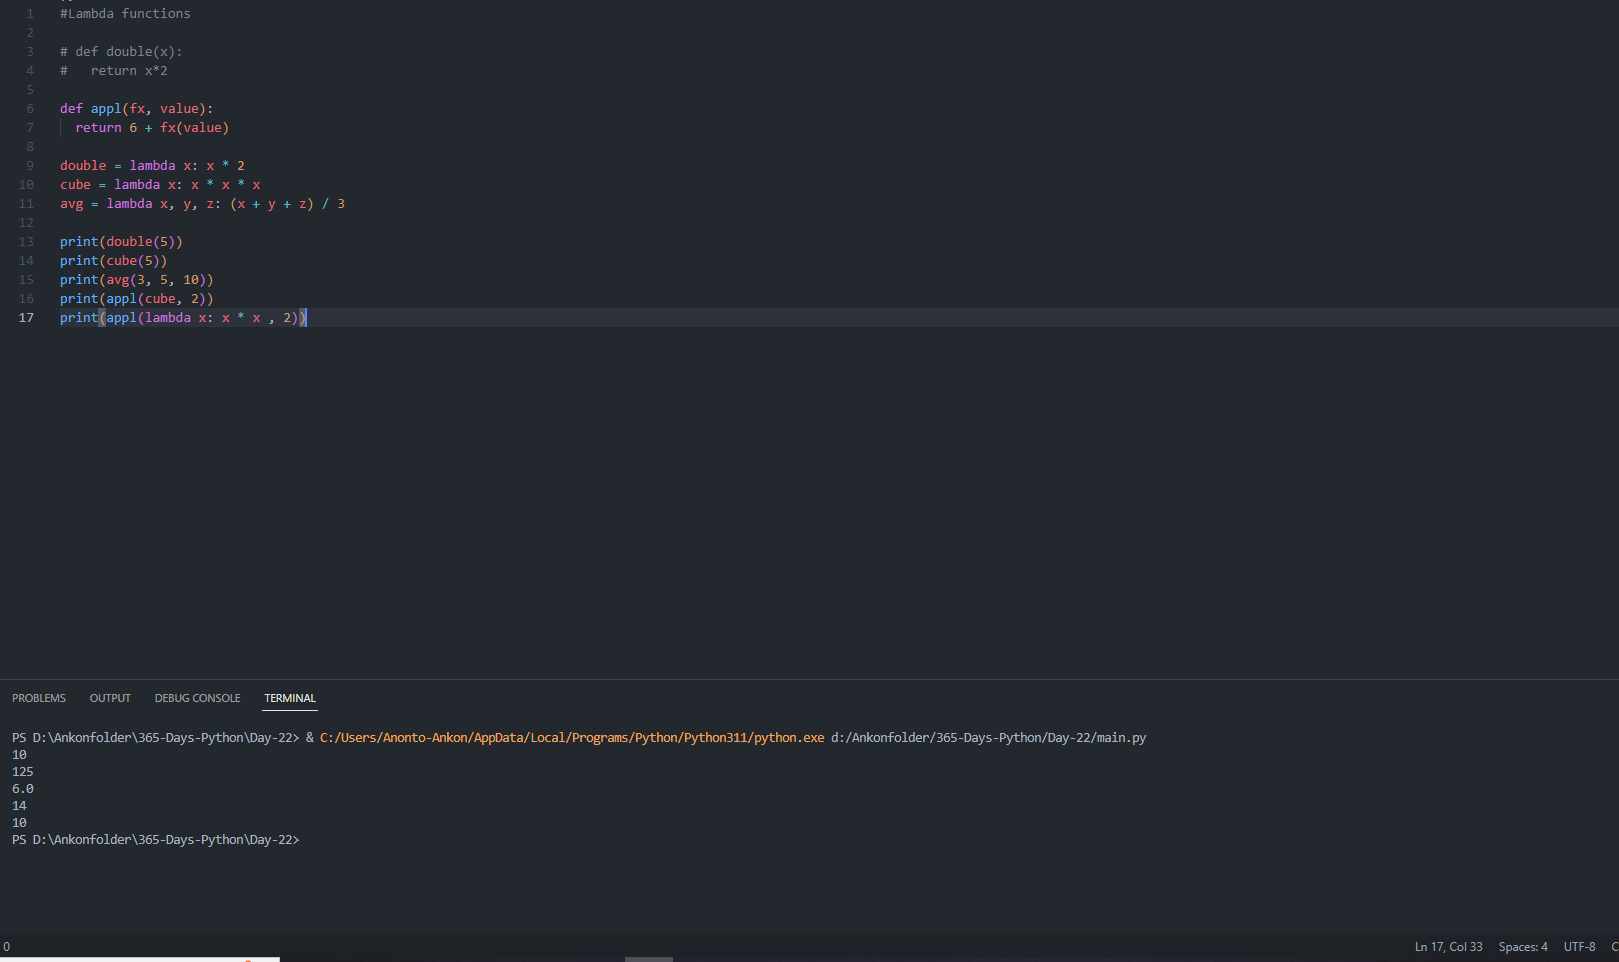 1 #Lambda functions
2
3 # def double(x):
4 #   return x*2
5
6 def appl(fx, value):
7   return 6 + fx(value)
8
9 double = lambda x: x * 2
10 cube = lambda x: x * x * x
11 avg = lambda x, y, z: (x + y + z) / 3
12
13 print(double(5))
14 print(cube(5))
15 print(avg(3, 5, 10))
16 print(appl(cube, 2))
17 print(appl(lambda x: x * x , 2))
PROBLEMS OUTPUT DEBUG CONSOLE TERMINAL
PS D:\Ankonfolder\365-Days-Python\Day-22> & C:/Users/Anonto-Ankon/AppData/Local/Programs/Python/Python311/python.exe d:/Ankonfolder/365-Days-Python/Day-22/main.py
10
125
6.0
14
10
PS D:\Ankonfolder\365-Days-Python\Day-22>
0 Ln 17, Col 33 Spaces: 4 UTF-8